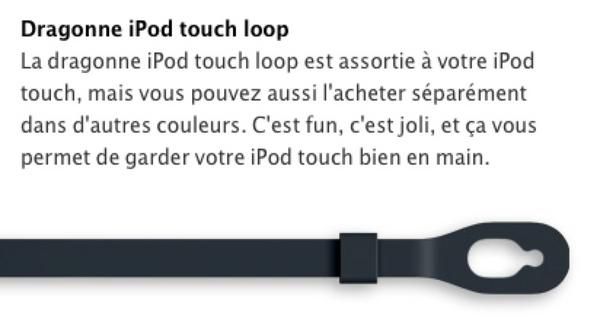 Dragonne iPod touch loop
La dragonne iPod touch loop est assortie à votre iPod
touch, mais vous pouvez aussi l'acheter séparément
dans d'autres couleurs. C'est fun, c'est joli, et ça vous
permet de garder votre iPod touch bien en main.